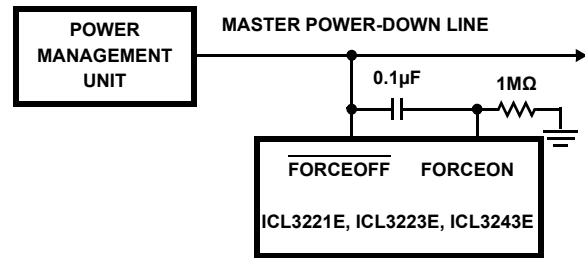 POWER
MANAGEMENT
UNIT
MASTER POWER-DOWN LINE
0.1µF
1MΩ
FORCEOFF FORCEON
ICL3221E, ICL3223E, ICL3243E